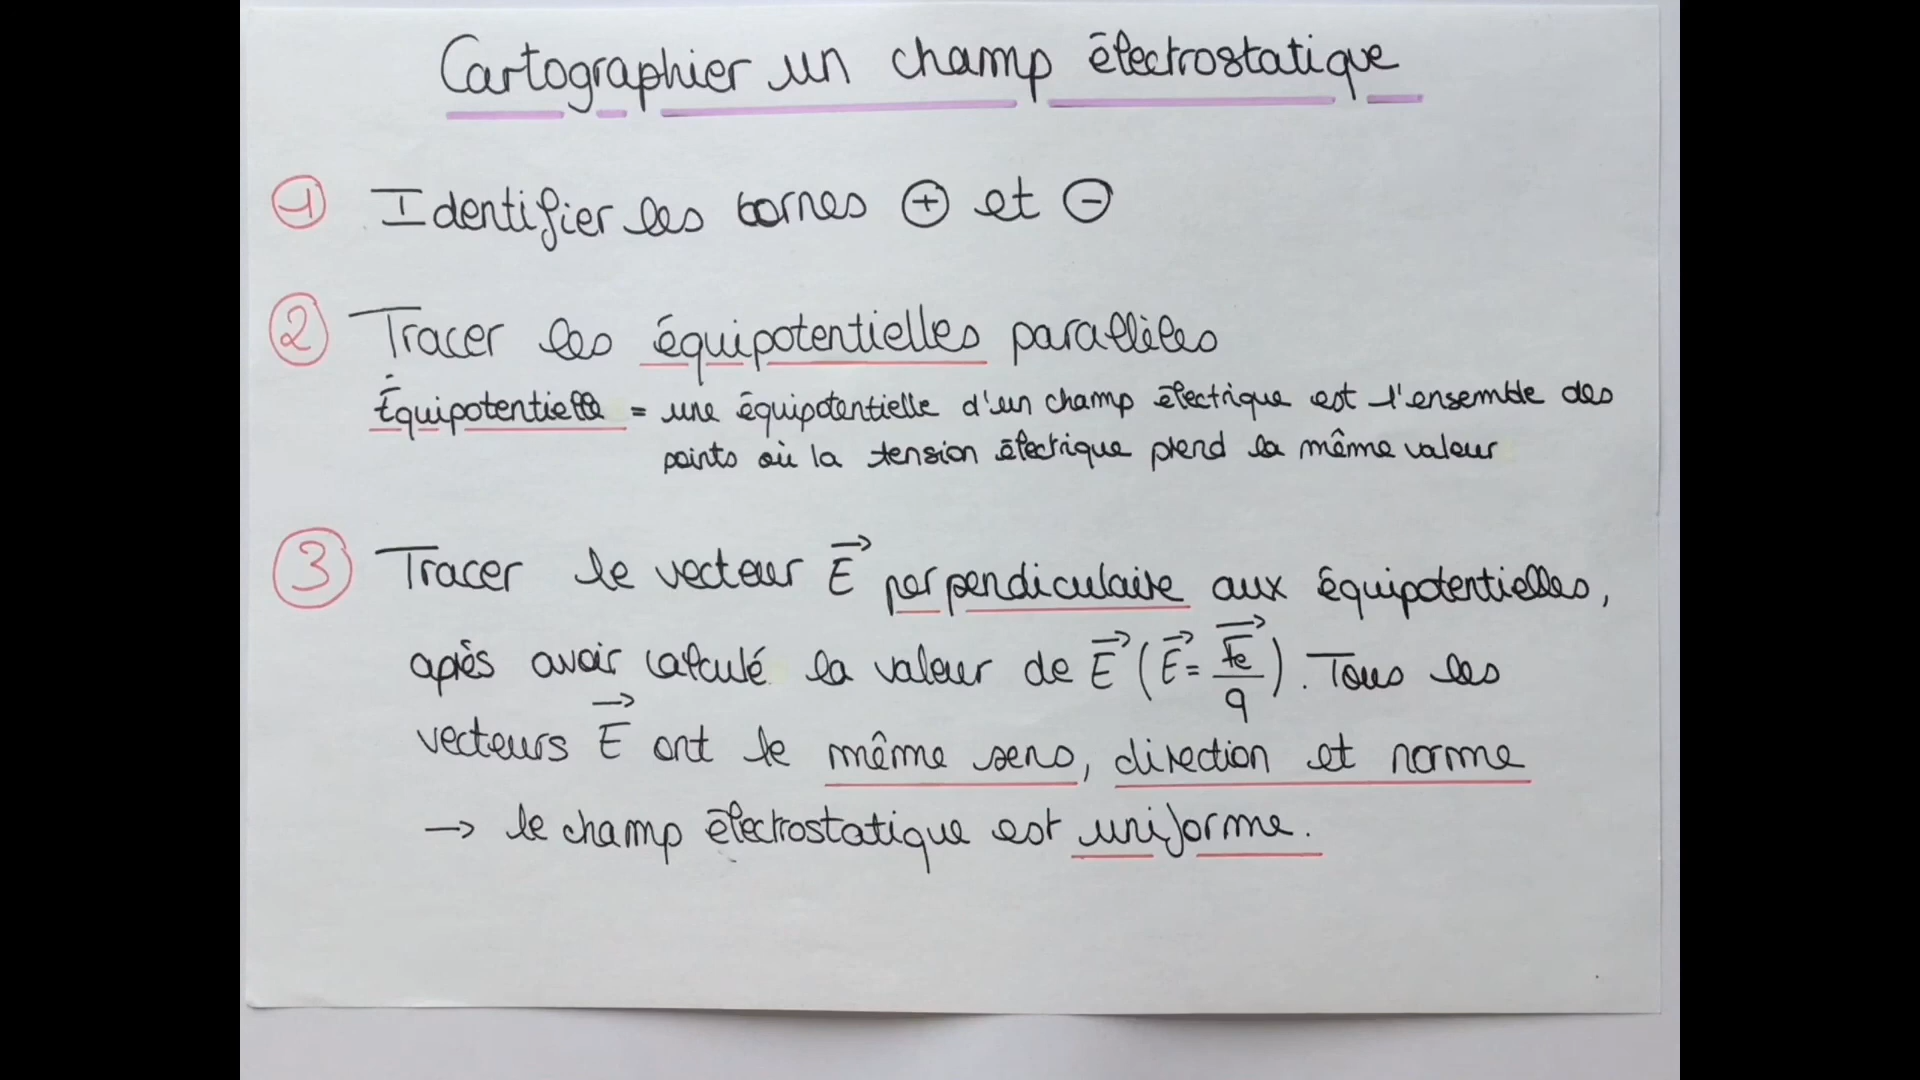 Cartographier un champ électrostatique
1 Identifier les bornes + et -
2 Tracer les équipotentielles parallèles
Équipotentielle = une équipotentielle d'un champ électrique est l'ensemble des
points où la tension électrique prend la même valeur
3 Tracer le vecteur E⃗ perpendiculaire aux équipotentielles,
après avoir calculé la valeur de E⃗ (E⃗ = F⃗e/q). Tous les
vecteurs E⃗ ont le même sens, direction et norme
→ le champ électrostatique est uniforme.